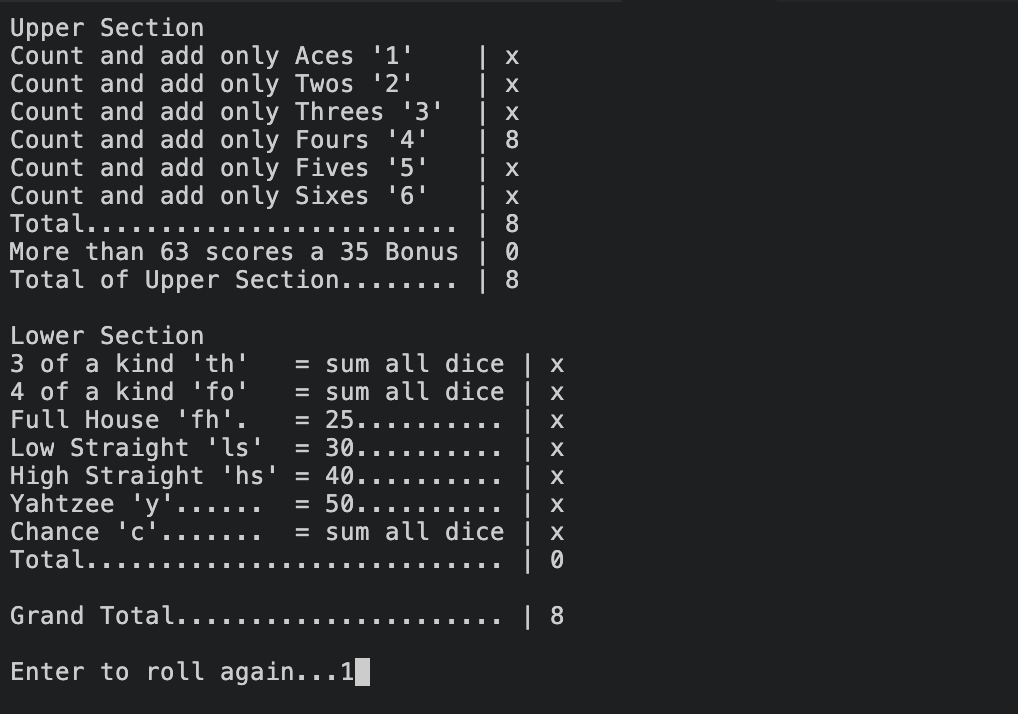 Upper Section
Count and add only Aces '1'    | x
Count and add only Twos '2'    | x
Count and add only Threes '3'  | x
Count and add only Fours '4'   | 8
Count and add only Fives '5'   | x
Count and add only Sixes '6'   | x
Total......................... | 8
More than 63 scores a 35 Bonus | 0
Total of Upper Section........ | 8

Lower Section
3 of a kind 'th'   = sum all dice | x
4 of a kind 'fo'   = sum all dice | x
Full House 'fh'.   = 25.......... | x
Low Straight 'ls'  = 30.......... | x
High Straight 'hs' = 40.......... | x
Yahtzee 'y'......  = 50.......... | x
Chance 'c'.......  = sum all dice | x
Total............................ | 0

Grand Total...................... | 8

Enter to roll again...1